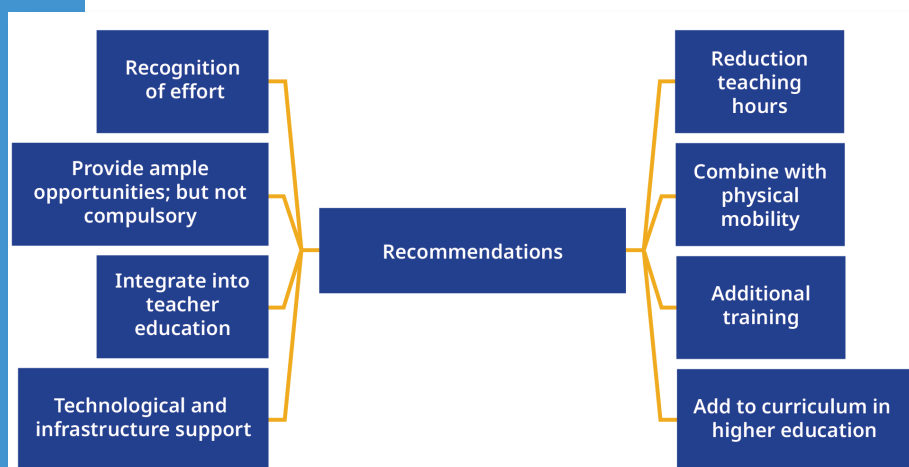 Recognition
of effort
Provide ample
opportunities; but not
compulsory
Integrate into
teacher
education
Technological and
infrastructure support
Recommendations
Reduction
teaching
hours
Combine with
physical
mobility
Additional
training
Add to curriculum in
higher education